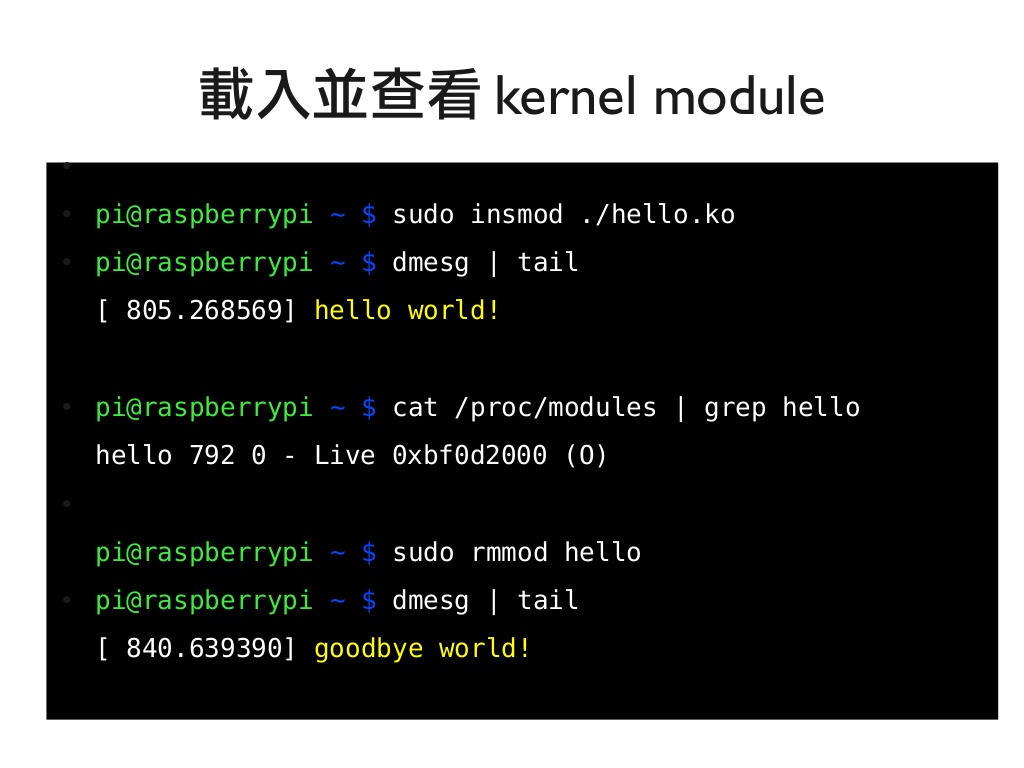 載入並查看 kernel module
pi@raspberrypi ~ $ sudo insmod ./hello.ko
pi@raspberrypi ~ $ dmesg | tail
[ 805.268569] hello world!
pi@raspberrypi ~ $ cat /proc/modules | grep hello
hello 792 0 - Live 0xbf0d2000 (O)
pi@raspberrypi ~ $ sudo rmmod hello
pi@raspberrypi ~ $ dmesg | tail
[ 840.639390] goodbye world!